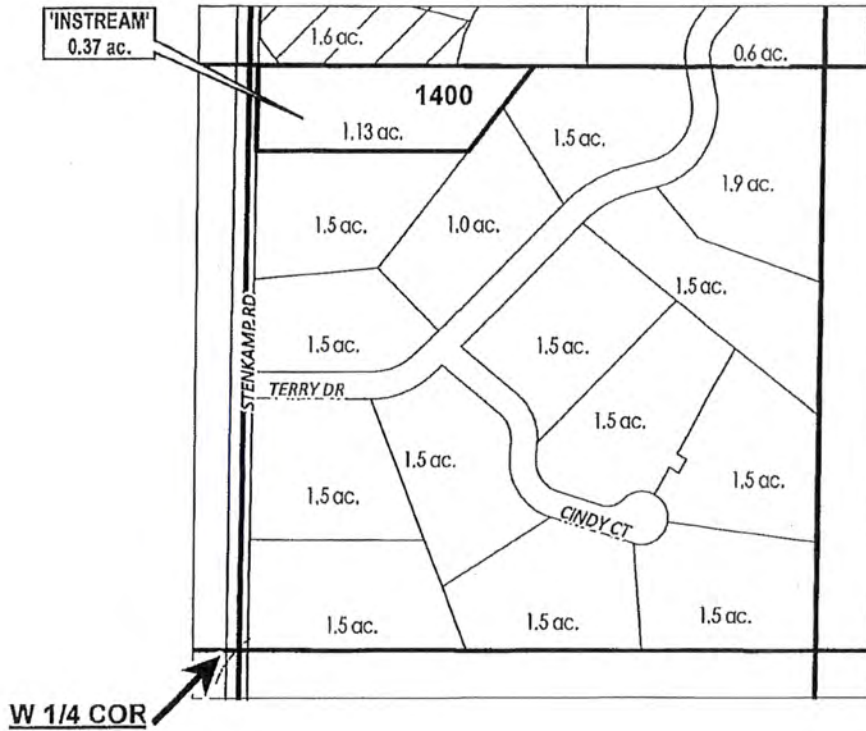 'INSTREAM'
0.37 ac.
1.6 ac.
0.6 ac.
1400
1.13 ac.
1.5 ac.
1.9 ac.
1.5 ac.
1.0 ac.
1.5 ac.
STENKAMP RD
1.5 ac.
1.5 ac.
TERRY DR
1.5 ac.
1.5 ac.
1.5 ac.
1.5 ac.
CINDY CT
1.5 ac.
1.5 ac.
1.5 ac.
W 1/4 COR